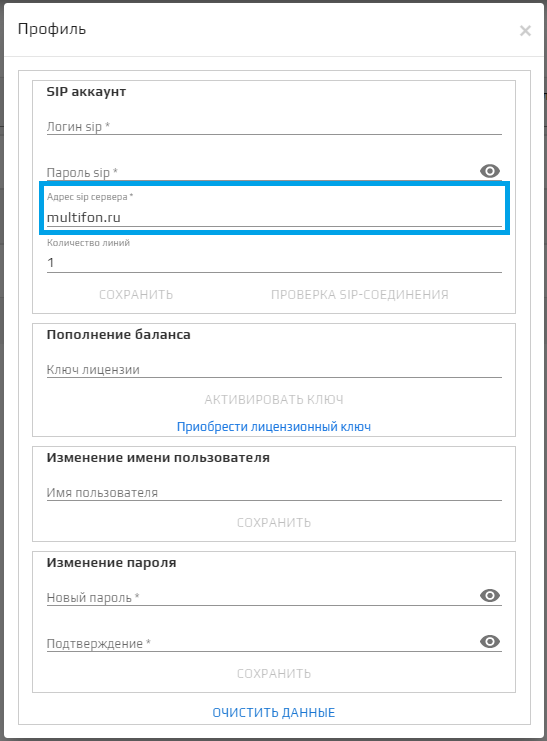 Профиль
×
SIP аккаунт
Логин sip *
Пароль sip *
Адрес sip сервера *
multifon.ru
Количество линий
1
СОХРАНИТЬ ПРОВЕРКА SIP-СОЕДИНЕНИЯ
Пополнение баланса
Ключ лицензии
АКТИВИРОВАТЬ КЛЮЧ
Приобрести лицензионный ключ
Изменение имени пользователя
Имя пользователя
СОХРАНИТЬ
Изменение пароля
Новый пароль *
Подтверждение *
СОХРАНИТЬ
ОЧИСТИТЬ ДАННЫЕ